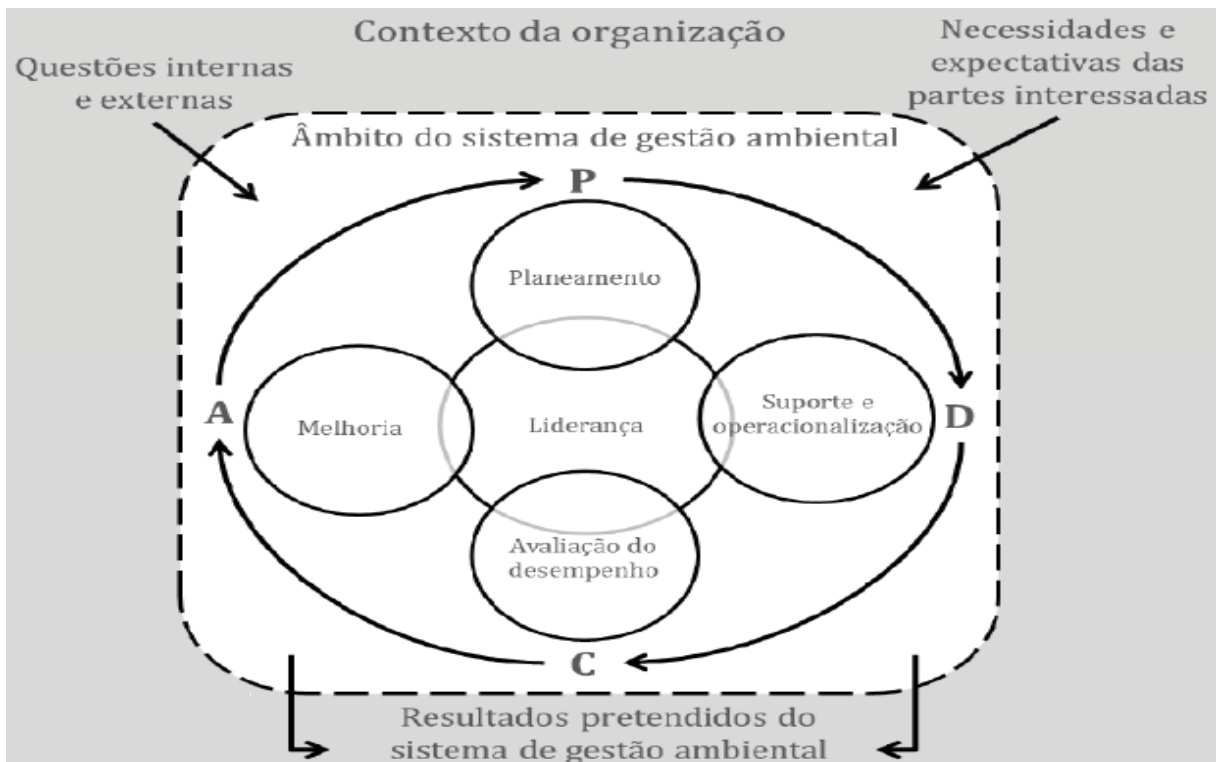 Contexto da organização
Questões internas
e externas
Necessidades e
expectativas das
partes interessadas
Âmbito do sistema de gestão ambiental
P
Planeamento
A
Melhoria
Liderança
Suporte e
operacionalização
D
Avaliação do
desempenho
C
Resultados pretendidos do
sistema de gestão ambiental